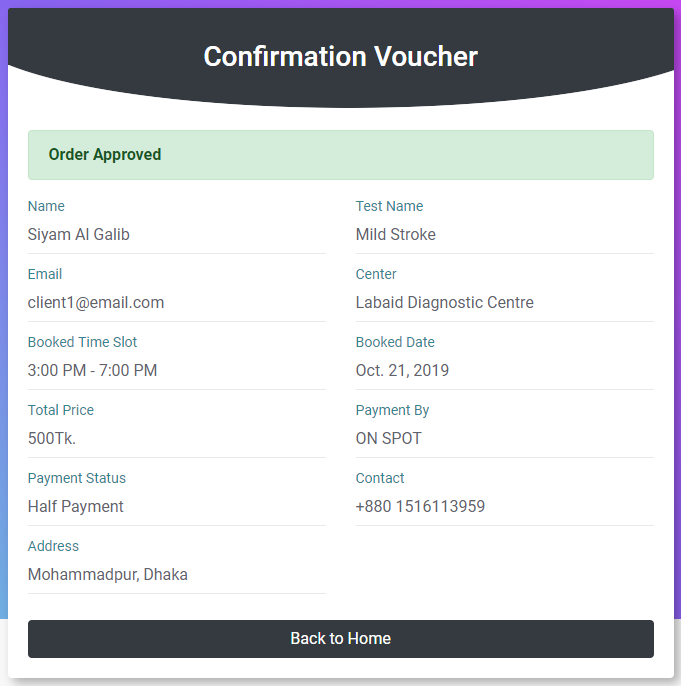 Confirmation Voucher
Order Approved
Name
Siyam Al Galib
Test Name
Mild Stroke
Email
client1@email.com
Center
Labaid Diagnostic Centre
Booked Time Slot
3:00 PM - 7:00 PM
Booked Date
Oct. 21, 2019
Total Price
500Tk.
Payment By
ON SPOT
Payment Status
Half Payment
Contact
+880 1516113959
Address
Mohammadpur, Dhaka
Back to Home